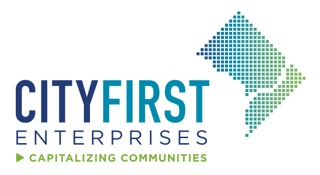 CITYFIRST
ENTERPRISES
CAPITALIZING COMMUNITIES